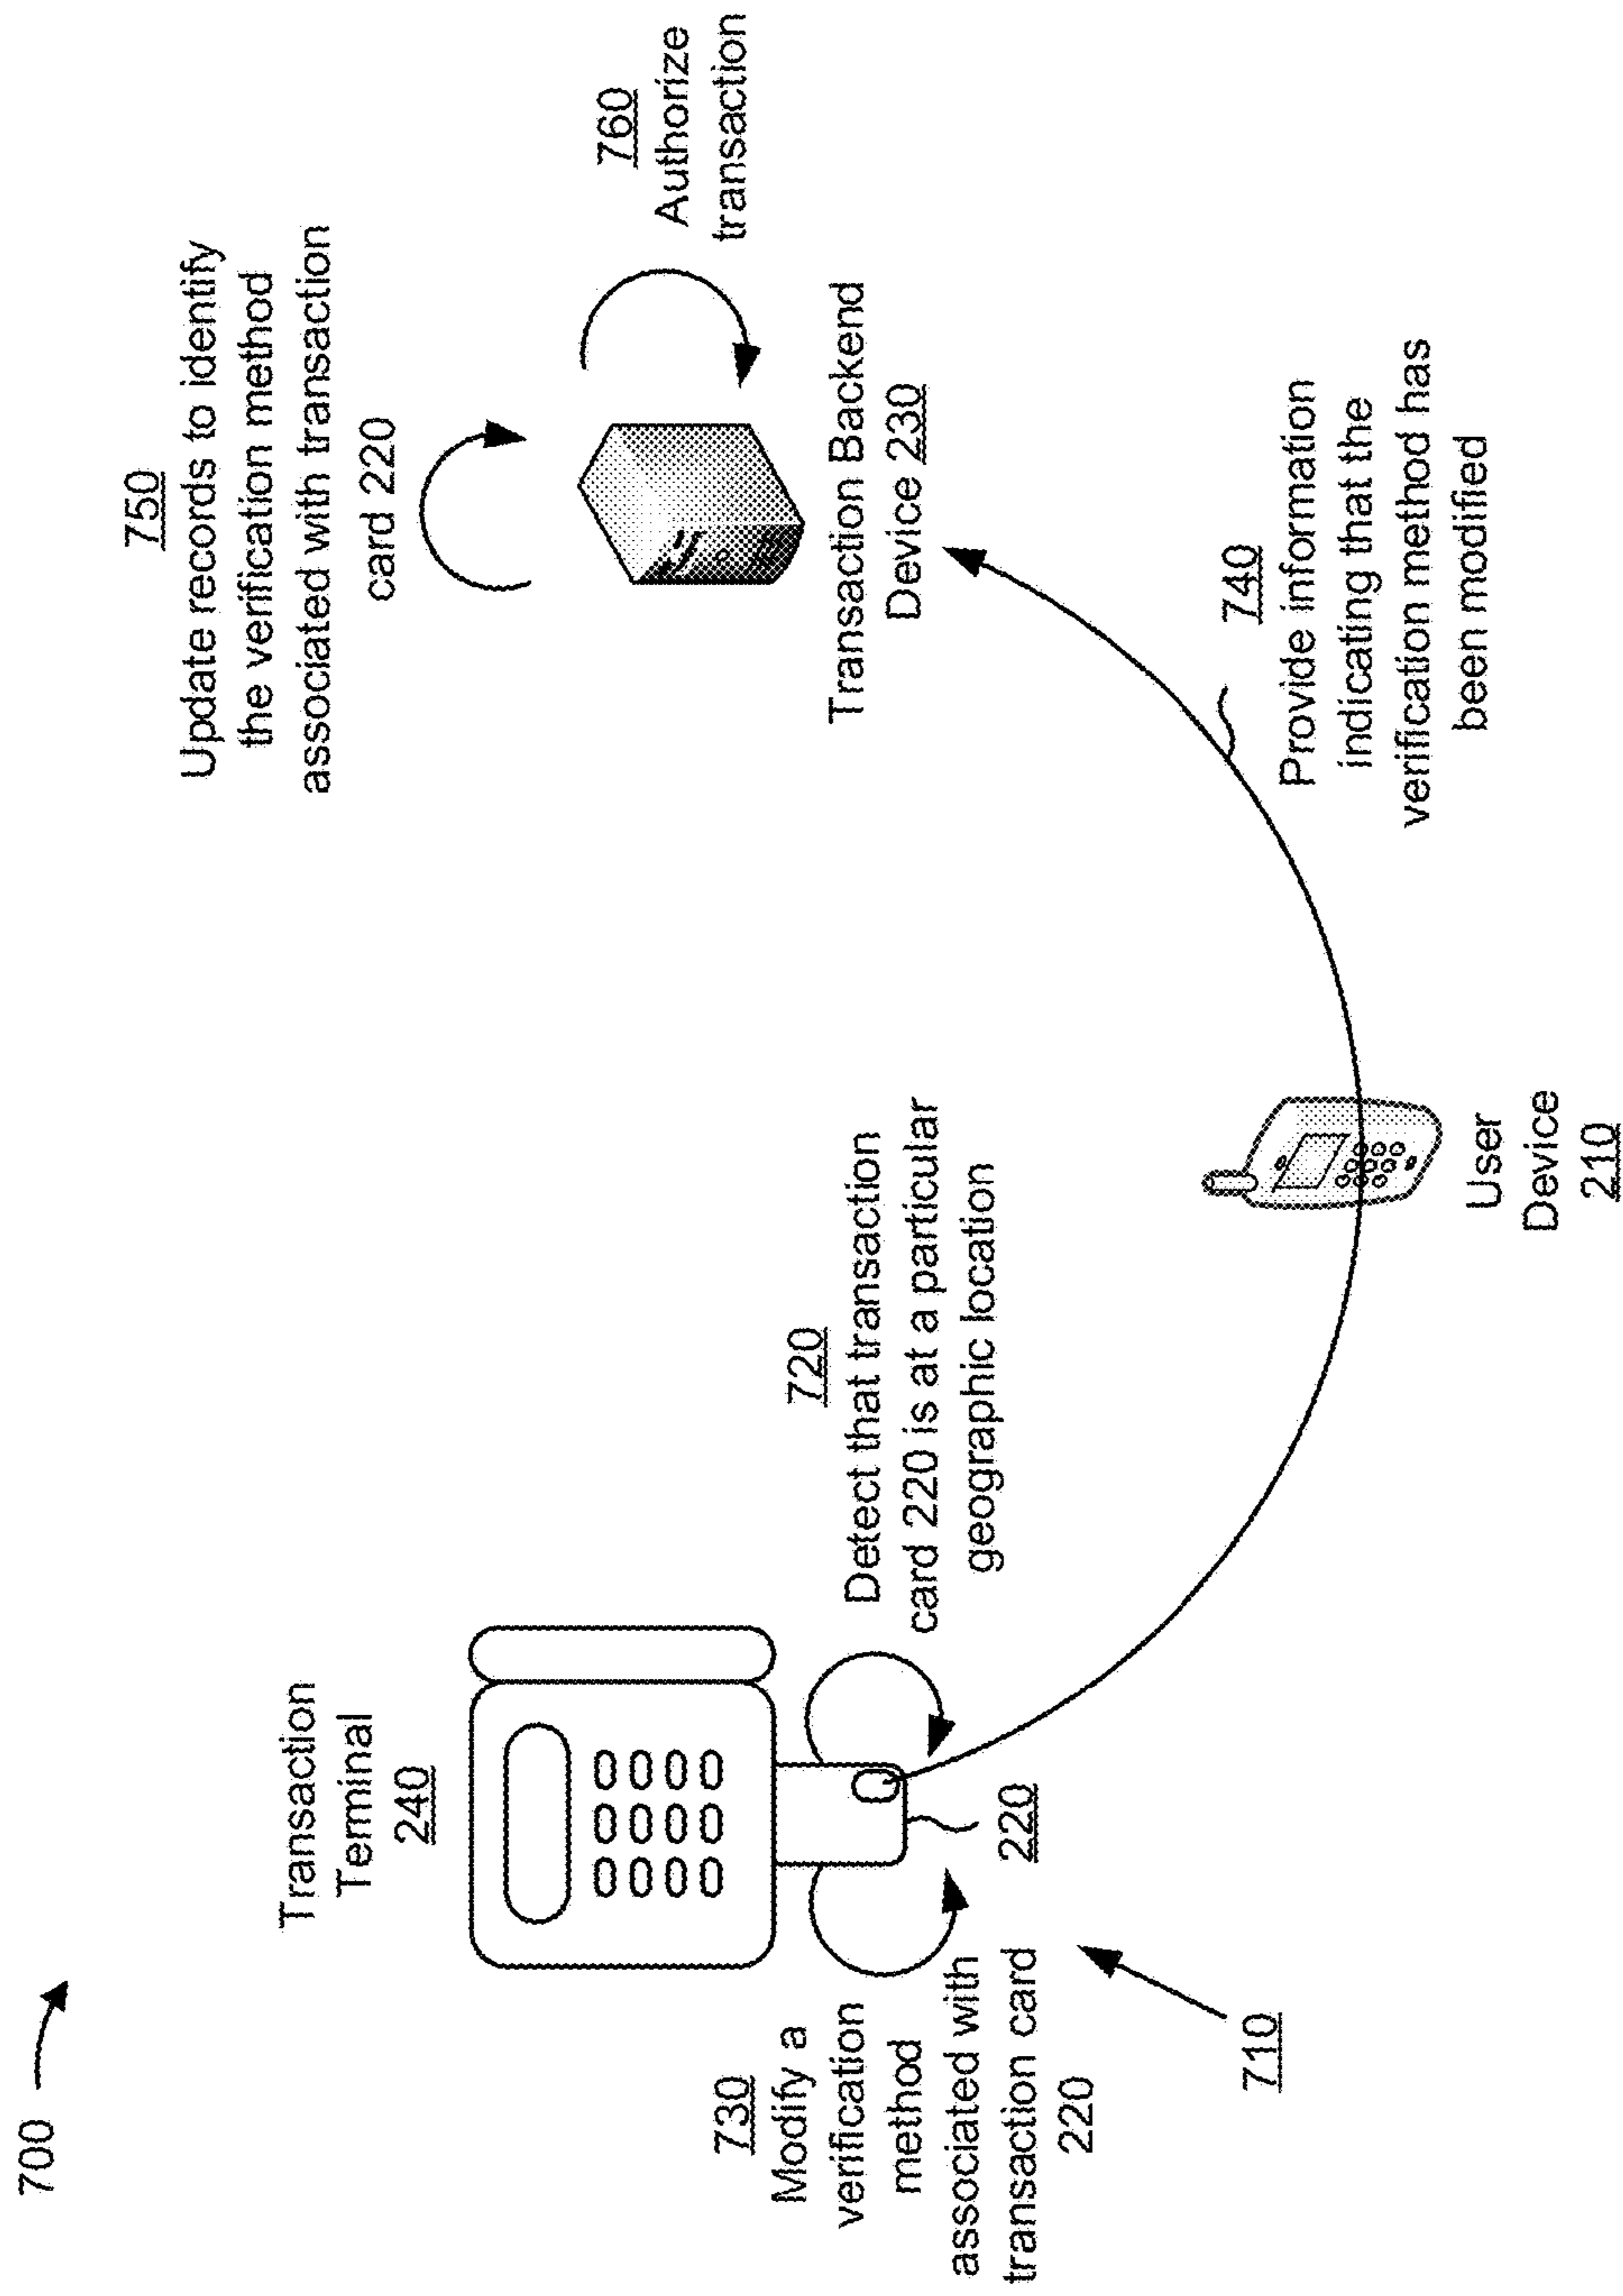 700
Transaction
Terminal
240
730
Modify a
verification
method
associated with
transaction card
220
710
220
720
Detect that transaction
card 220 is at a particular
geographic location
User
Device
210
740
Provide information
indicating that the
verification method has
been modified
Transaction Backend
Device 230
750
Update records to identify
the verification method
associated with transaction
card 220
760
Authorize
transaction